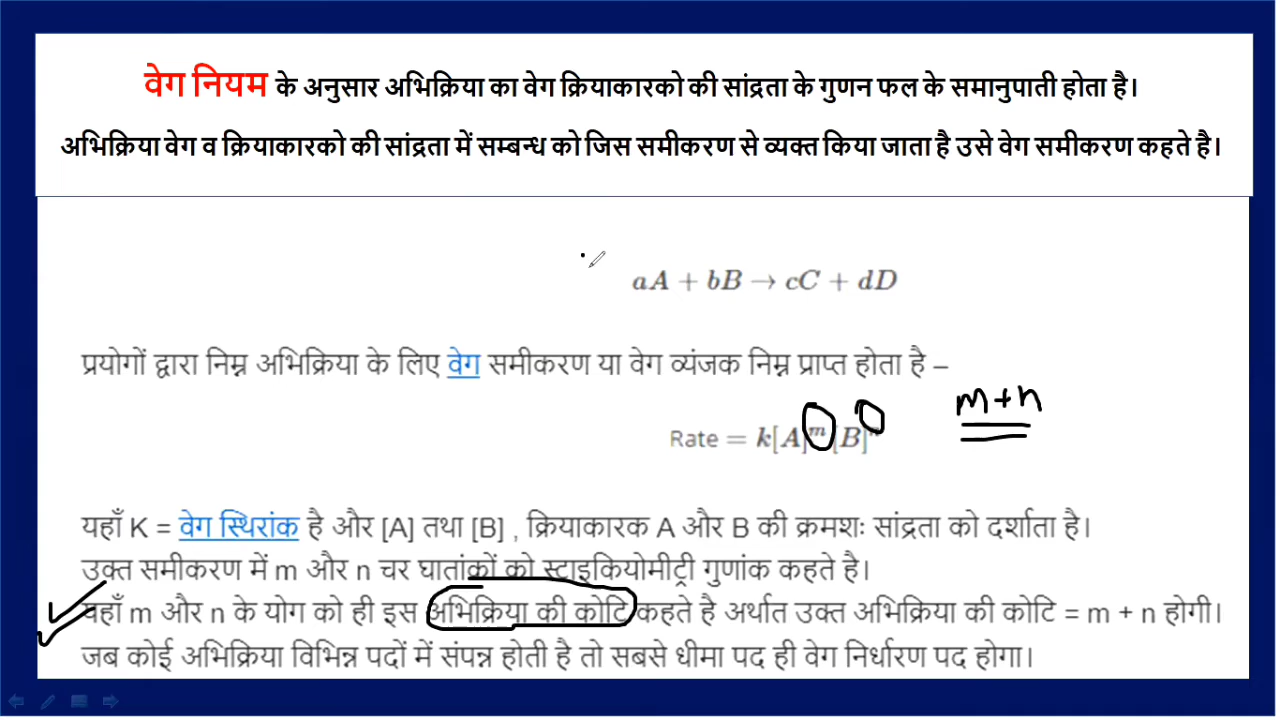 वेग नियम के अनुसार अभिक्रिया का वेग क्रियाकारको की सांद्रता के गुणन फल के समानुपाती होता है।
अभिक्रिया वेग व क्रियाकारको की सांद्रता में सम्बन्ध को जिस समीकरण से व्यक्त किया जाता है उसे वेग समीकरण कहते है।
aA + bB → cC + dD
प्रयोगों द्वारा निम्न अभिक्रिया के लिए वेग समीकरण या वेग व्यंजक निम्न प्राप्त होता है –
m+n
Rate = k[A]^m [B]
यहाँ K = वेग स्थिरांक है और [A] तथा [B] , क्रियाकारक A और B की क्रमशः सांद्रता को दर्शाता है।
उक्त समीकरण में m और n चर घातांकों को स्टाइकियोमीट्री गुणांक कहते है।
यहाँ m और n के योग को ही इस अभिक्रिया की कोटि कहते है अर्थात उक्त अभिक्रिया की कोटि = m + n होगी।
जब कोई अभिक्रिया विभिन्न पदों में संपन्न होती है तो सबसे धीमा पद ही वेग निर्धारण पद होगा।